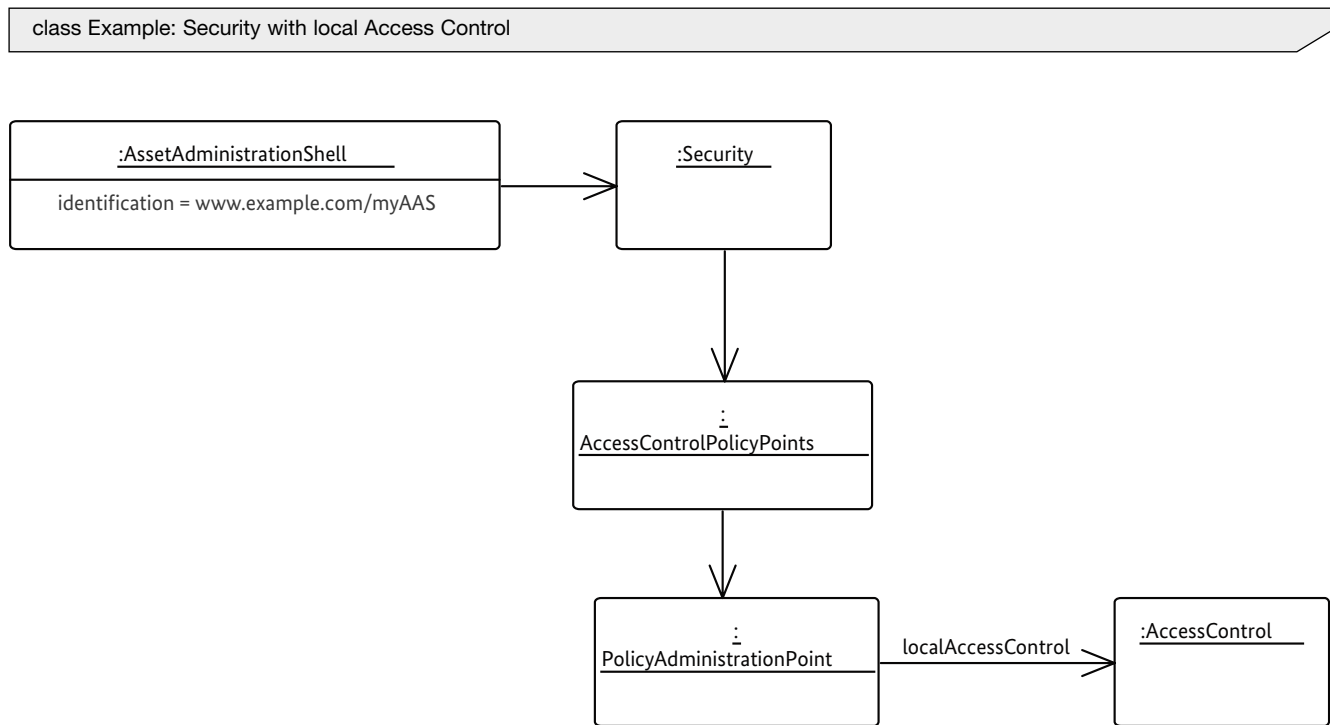 class Example: Security with local Access Control
:AssetAdministrationShell
identification = www.example.com/myAAS
:Security
:
AccessControlPolicyPoints
:
PolicyAdministrationPoint
localAccessControl
:AccessControl